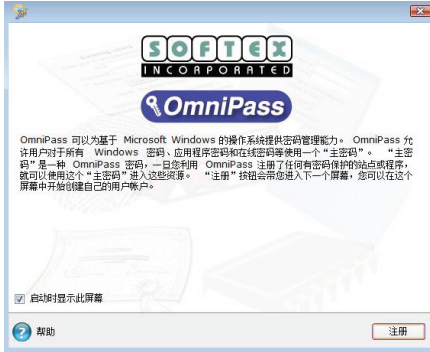 SOFTEX
INCORPORATED
OmniPass
OmniPass 可以为基于 Microsoft Windows 的操作系统提供密码管理能力。 OmniPass 允
许用户对于所有 Windows 密码、应用程序密码和在线密码等使用一个“主密码”。 “主密
码”是一种 OmniPass 密码，一旦您利用 OmniPass 注册了任何有密码保护的站点或程序，
就可以使用这个“主密码”进入这些资源。 “注册”按钮会带您进入下一个屏幕，您可以在这个
屏幕中开始创建自己的用户帐户。
启动时显示此屏幕
帮助
注册